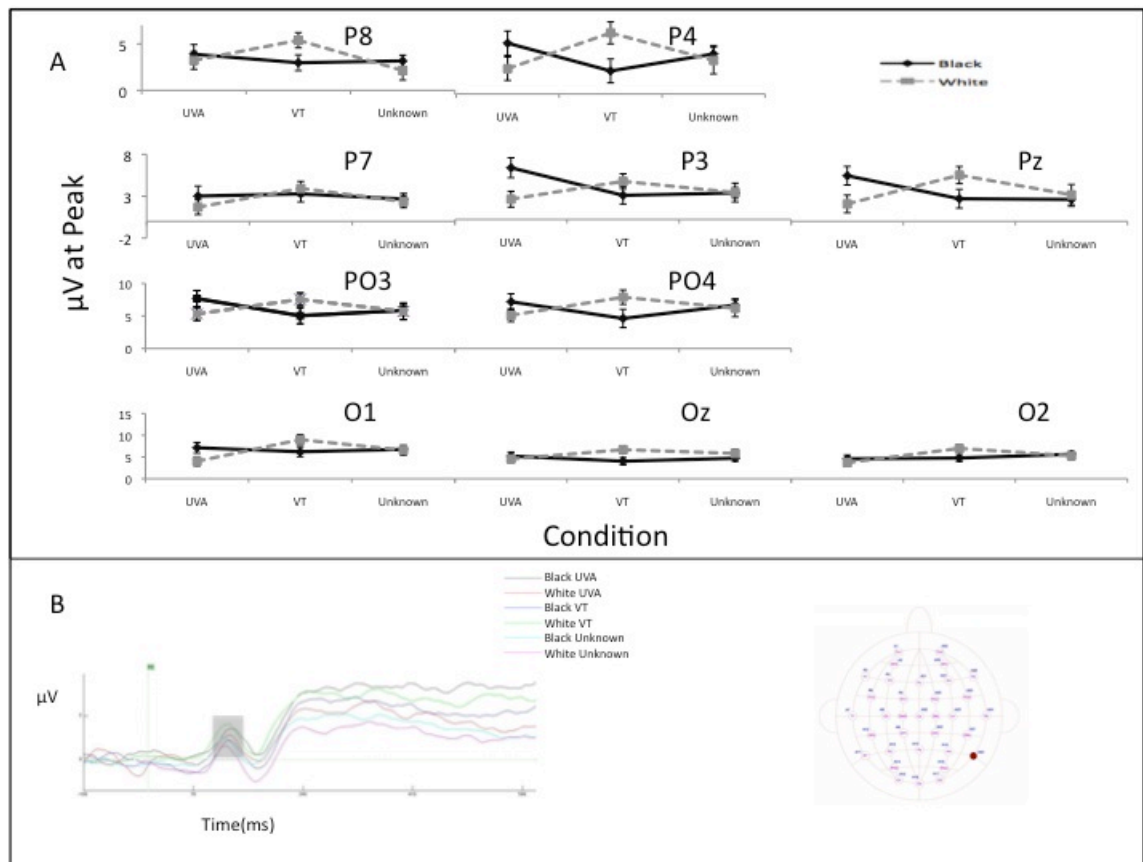 A
P8
P4
Black
White
5
0
UVA VT Unknown
UVA VT Unknown
P7
P3
Pz
8
3
-2
UVA VT Unknown
UVA VT Unknown
UVA VT Unknown
μV at Peak
PO3
PO4
10
5
0
UVA VT Unknown
UVA VT Unknown
O1
Oz
O2
15
10
5
0
UVA VT Unknown
UVA VT Unknown
UVA VT Unknown
Condition
B
Black UVA
White UVA
Black VT
White VT
Black Unknown
White Unknown
μV
Time(ms)